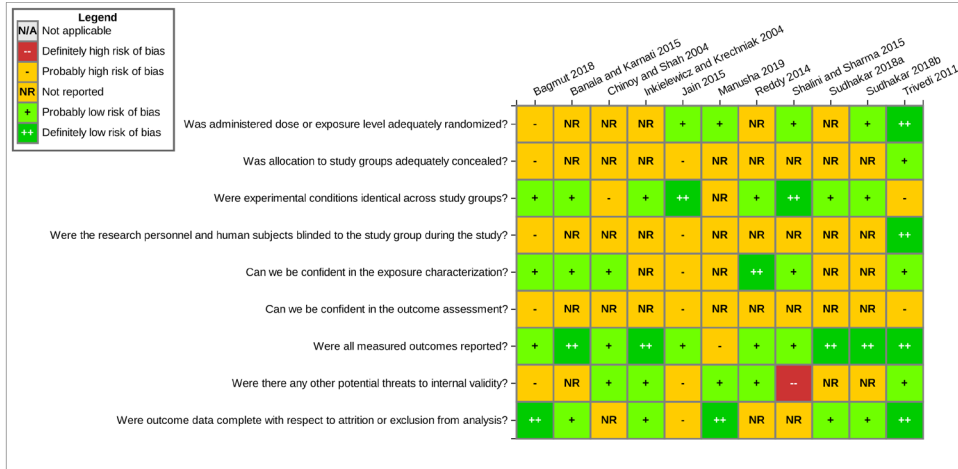 Legend
N/A Not applicable
-- Definitely high risk of bias
- Probably high risk of bias
NR Not reported
+ Probably low risk of bias
++ Definitely low risk of bias
Bagmut 2018
Banala and Karnati 2015
Chinoy and Shah 2004
Inkielewicz and Krechniak 2004
Jain 2015
Manusha 2019
Reddy 2014
Shalini and Sharma 2015
Sudhakar 2018a
Sudhakar 2018b
Trivedi 2011
Was administered dose or exposure level adequately randomized? - NR NR NR + + NR + NR + ++
Was allocation to study groups adequately concealed? - NR NR NR - NR NR NR NR NR +
Were experimental conditions identical across study groups? + + - + ++ NR + ++ + + -
Were the research personnel and human subjects blinded to the study group during the study? - NR NR NR - NR NR NR NR NR ++
Can we be confident in the exposure characterization? + + + NR - NR ++ + NR NR +
Can we be confident in the outcome assessment? - NR NR NR - NR NR NR NR NR -
Were all measured outcomes reported? + ++ + ++ + - + + ++ ++ ++
Were there any other potential threats to internal validity? - NR + + - + + -- NR NR +
Were outcome data complete with respect to attrition or exclusion from analysis? ++ + NR + - ++ NR NR + + ++